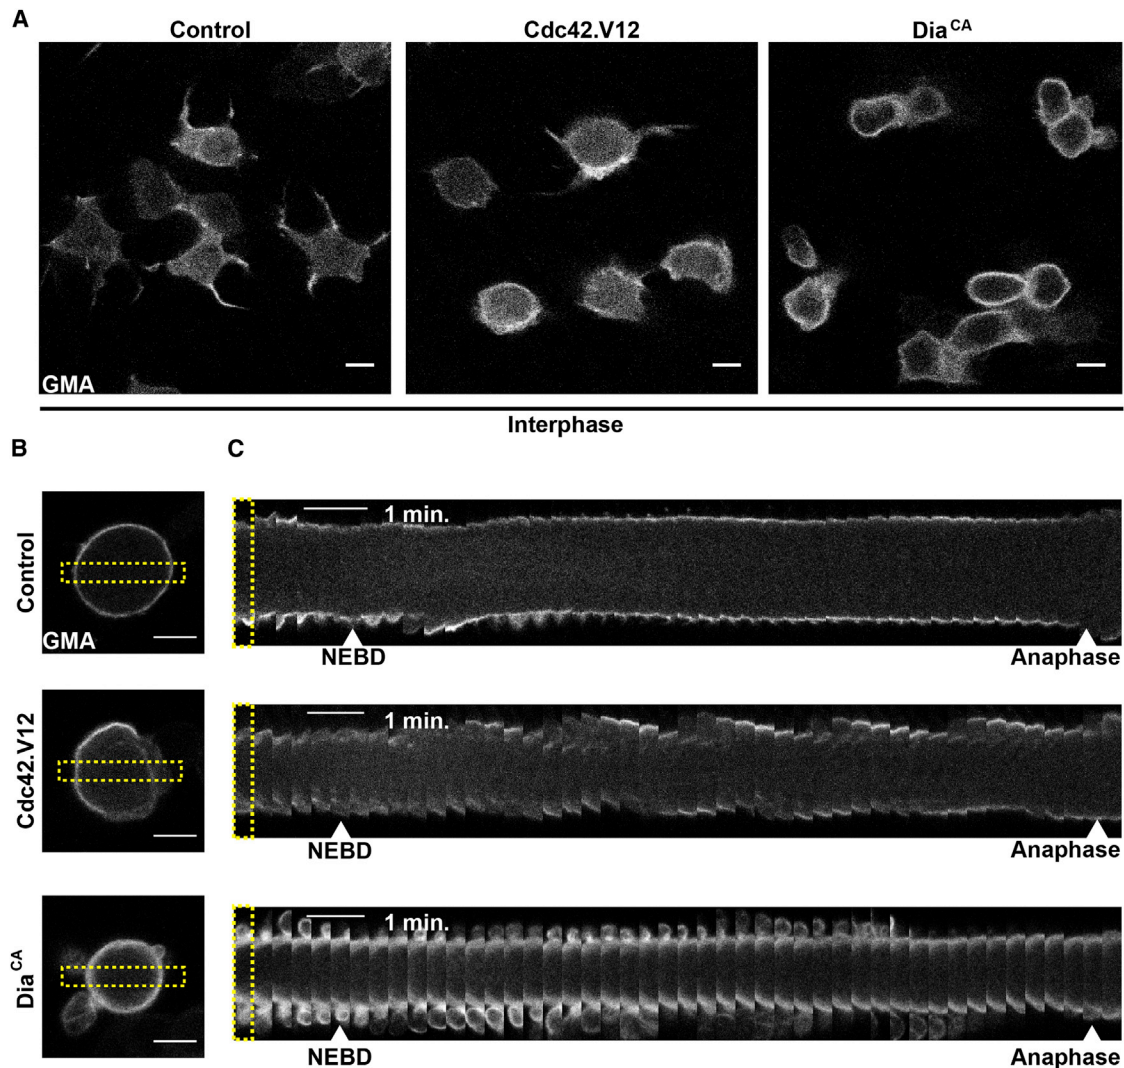 A
Control Cdc42.V12 Dia^CA
GMA
Interphase
B C
Control
GMA
1 min.
NEBD Anaphase
Cdc42.V12
1 min.
NEBD Anaphase
Dia^CA
1 min.
NEBD Anaphase